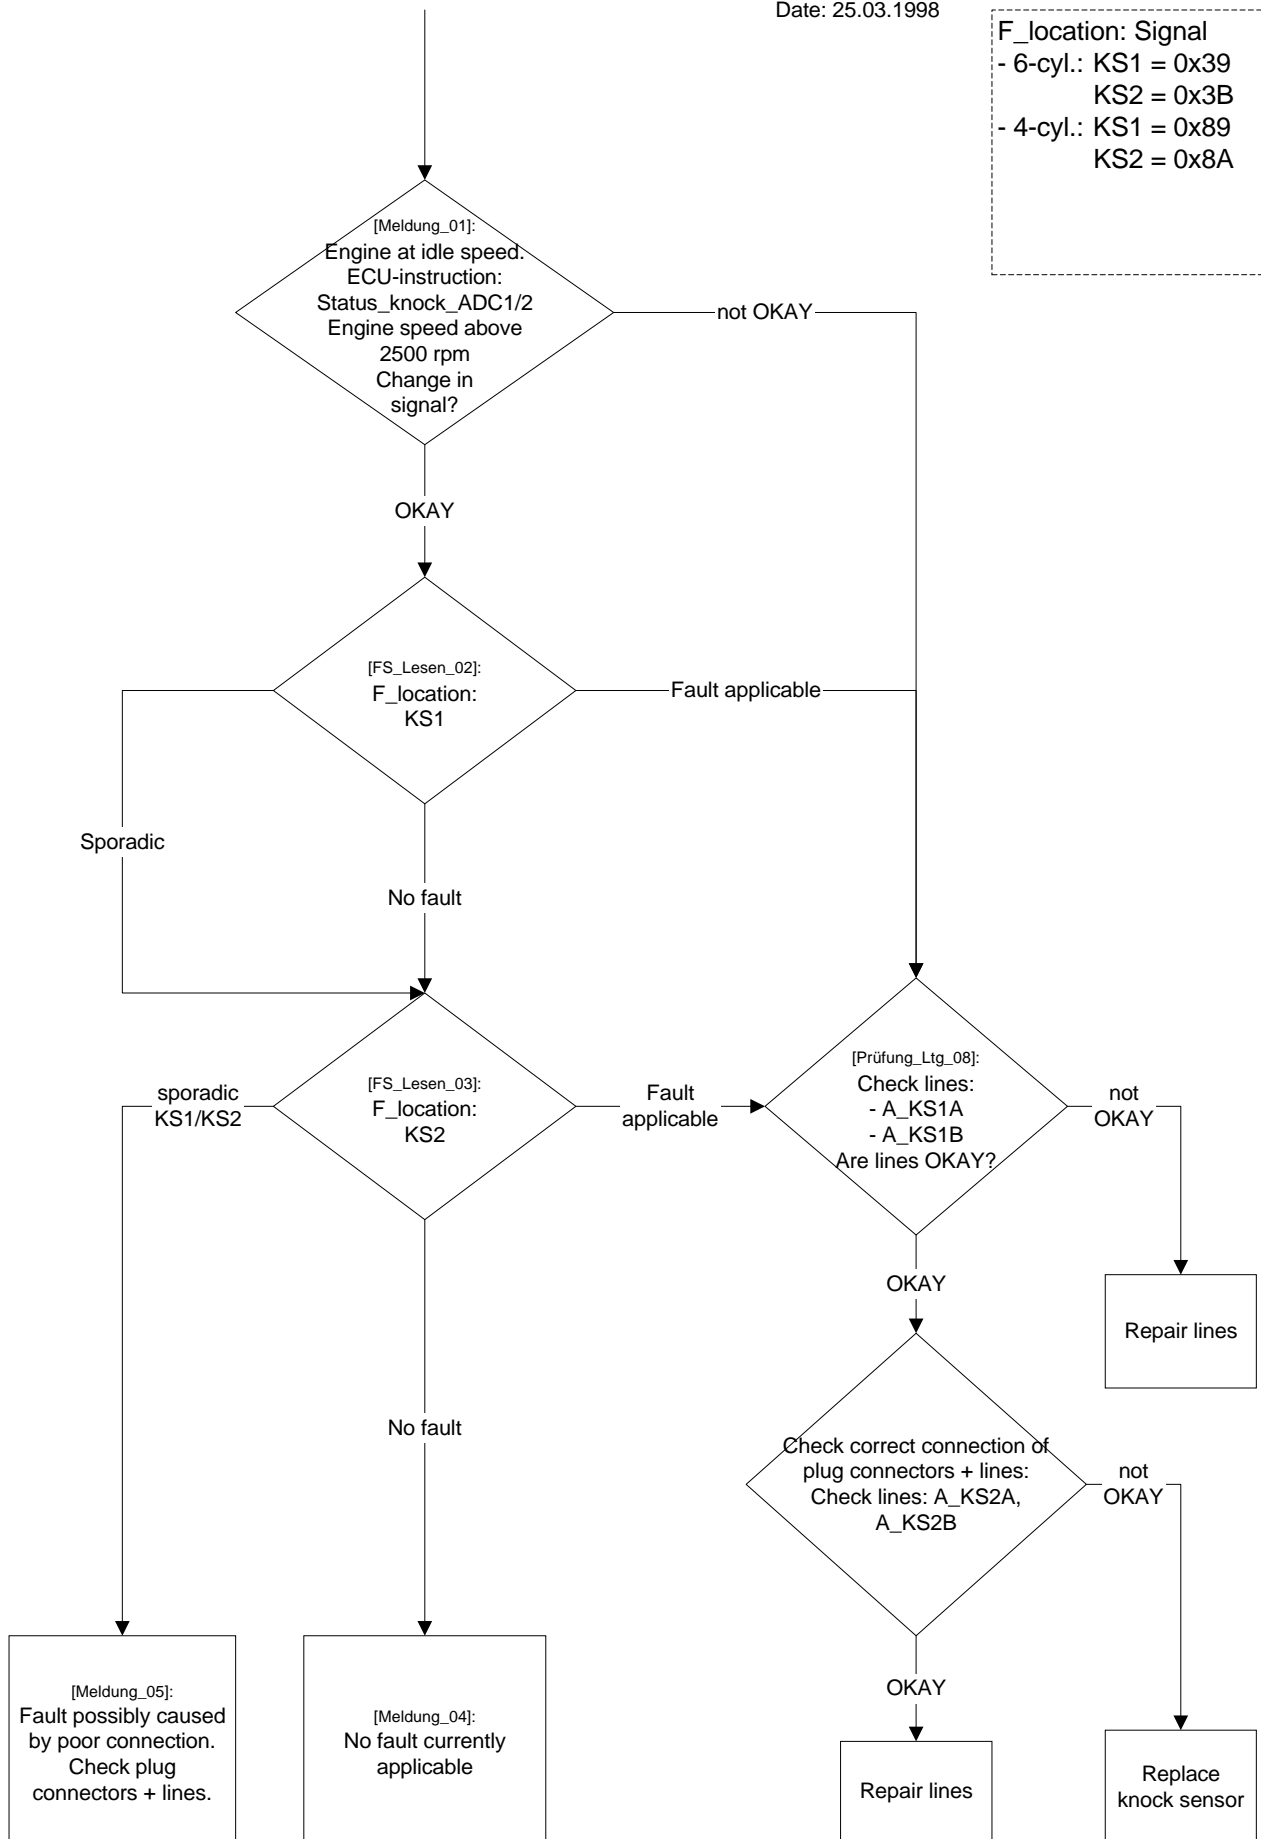 Date: 25.03.1998
F_location: Signal
- 6-cyl.: KS1 = 0x39
KS2 = 0x3B
- 4-cyl.: KS1 = 0x89
KS2 = 0x8A
[Meldung_01]:
Engine at idle speed.
ECU-instruction:
Status_knock_ADC1/2
Engine speed above
2500 rpm
Change in
signal?
not OKAY
OKAY
[FS_Lesen_02]:
F_location:
KS1
Fault applicable
Sporadic
No fault
[FS_Lesen_03]:
F_location:
KS2
sporadic
KS1/KS2
Fault
applicable
[Prüfung_Ltg_08]:
Check lines:
- A_KS1A
- A_KS1B
Are lines OKAY?
not
OKAY
OKAY
Repair lines
No fault
Check correct connection of
plug connectors + lines:
Check lines: A_KS2A,
A_KS2B
not
OKAY
OKAY
[Meldung_05]:
Fault possibly caused
by poor connection.
Check plug
connectors + lines.
[Meldung_04]:
No fault currently
applicable
Repair lines
Replace
knock sensor